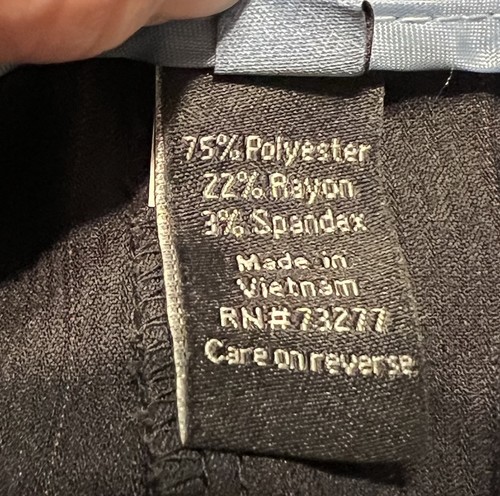 75% Polyester
22% Rayon
3% Spandex
Made in
Vietnam
RN#73277
Care on reverse